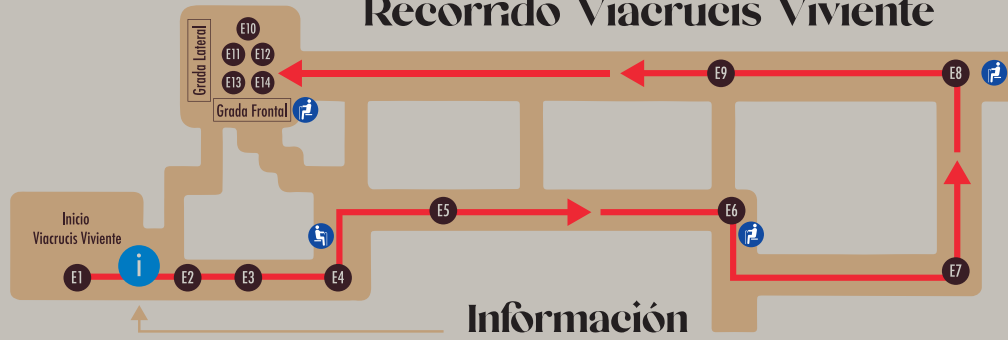 Recorrido Viacrucis Viviente
E10
E11 E12
E13 E14
Grada Lateral
Grada Frontal
E9
E8
Inicio
Viacrucis Viviente
i
E1
E2
E3
E4
E5
E6
E7
Información